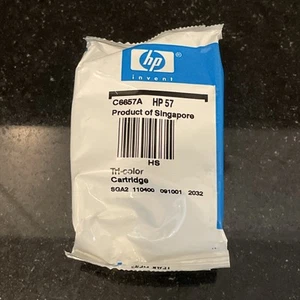 hp
invent
C6657A HP 57
Product of Singapore
HS
Tri-color
Cartridge
SGA2 110400 091001 2032